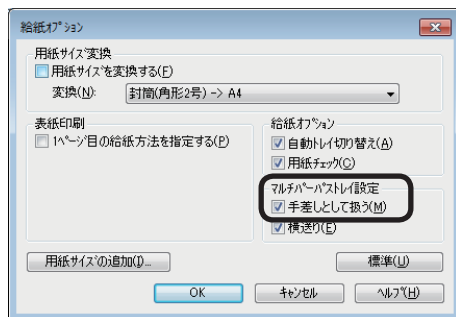 給紙オプション
用紙サイズ変換
用紙サイズを変換する(F)
変換(N):
封筒(角形2号) -> A4
表紙印刷
1ページ目の給紙方法を指定する(P)
給紙オプション
自動トレイ切り替え(A)
用紙チェック(C)
マルチパーパストレイ設定
手差しとして扱う(M)
横送り(E)
用紙サイズの追加(I)...
標準(U)
OK
キャンセル
ヘルプ(H)